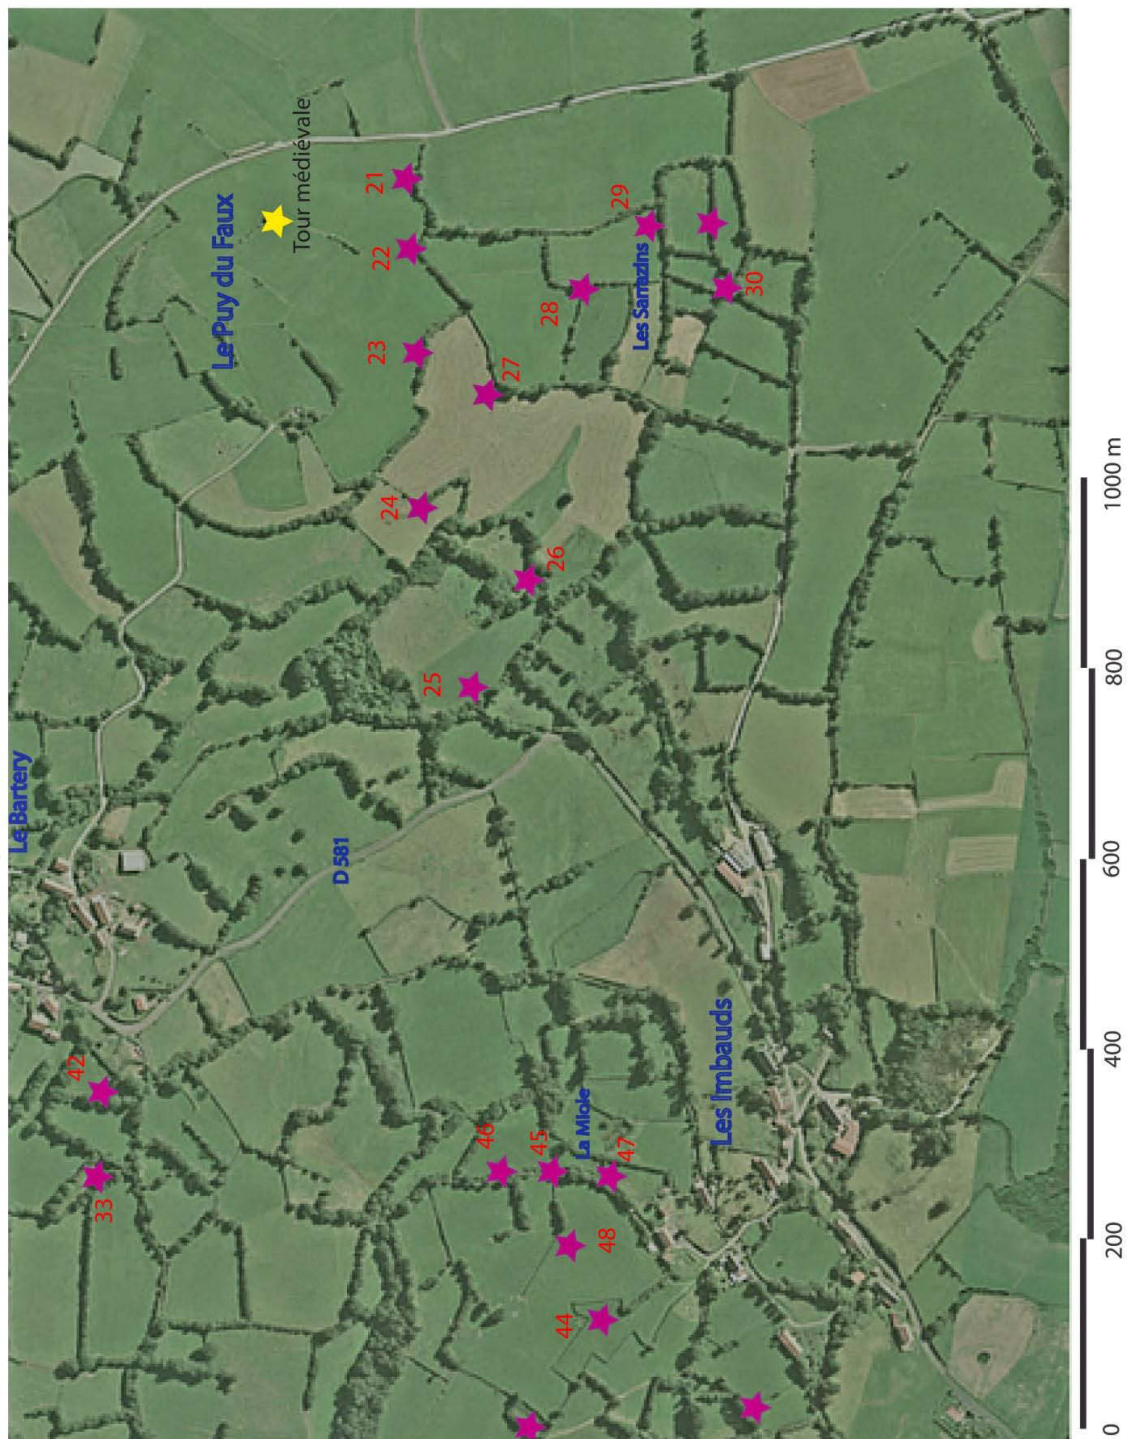 Le Bartery
42
33
Le Puy du Faux
Tour médiévale
D 581
21
22
24
23
25
46
27
45
28
26
44
La Miole
48
29
47
Les Sarrazins
Les Imbauds
30
0 200 400 600 800 1000 m